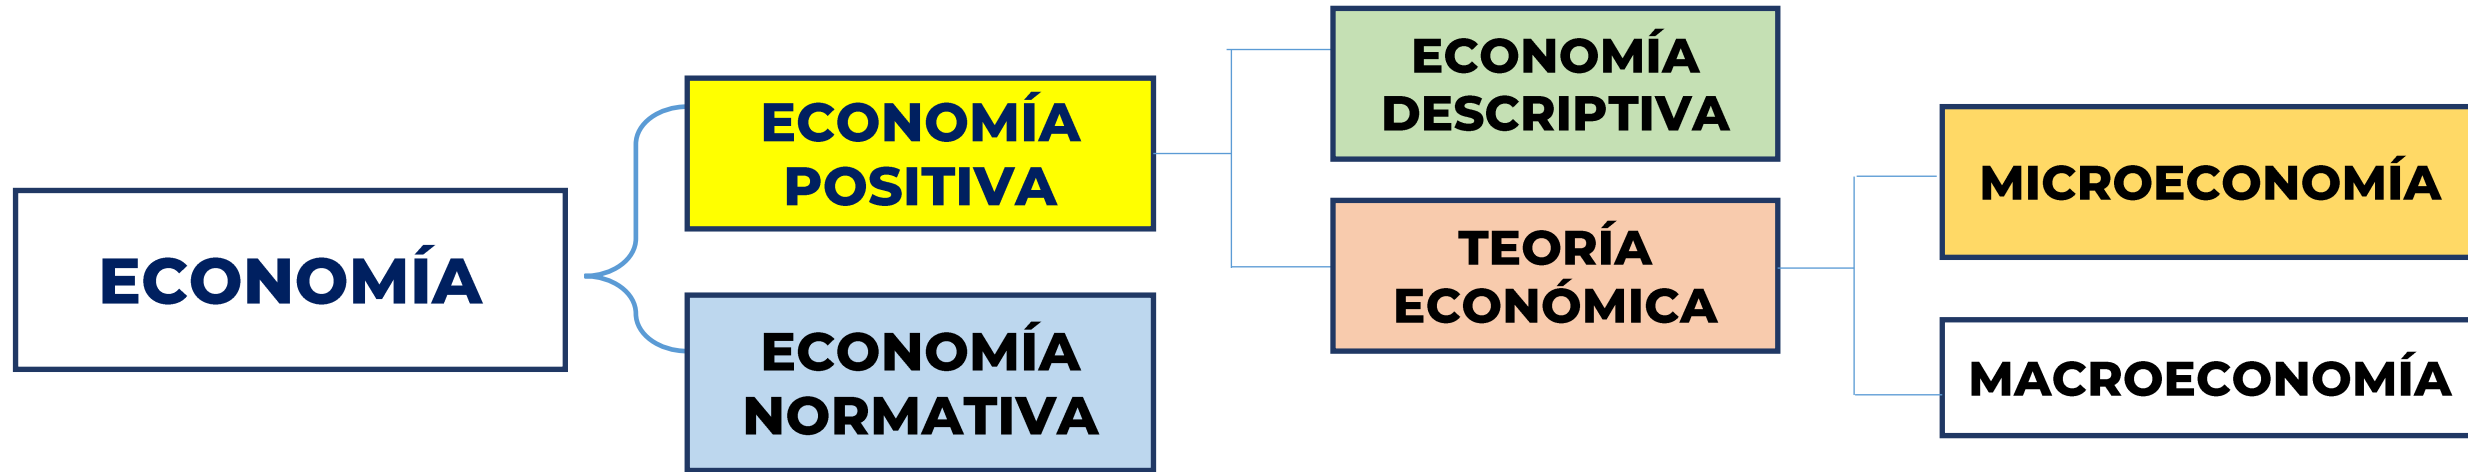 ECONOMÍA
ECONOMÍA
POSITIVA
ECONOMÍA
NORMATIVA
ECONOMÍA
DESCRIPTIVA
TEORÍA
ECONÓMICA
MICROECONOMÍA
MACROECONOMÍA